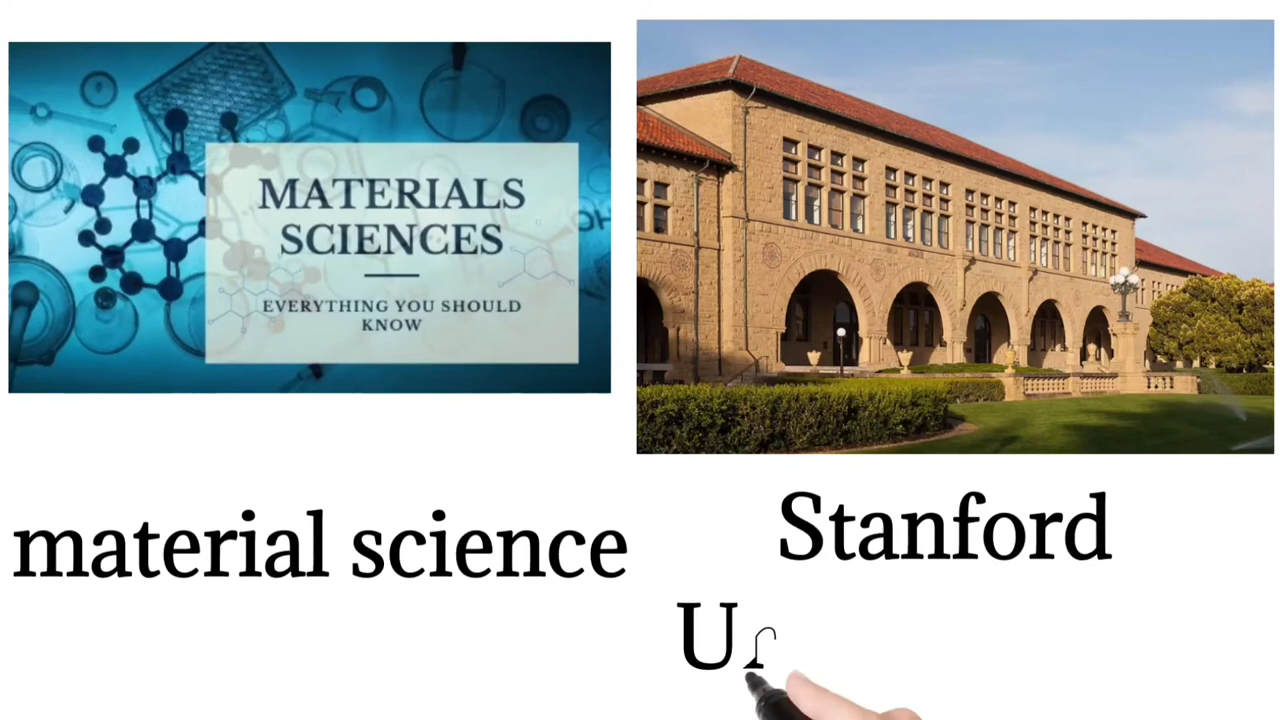 MATERIALS
SCIENCES
EVERYTHING YOU SHOULD
KNOW
material science
Stanford
U